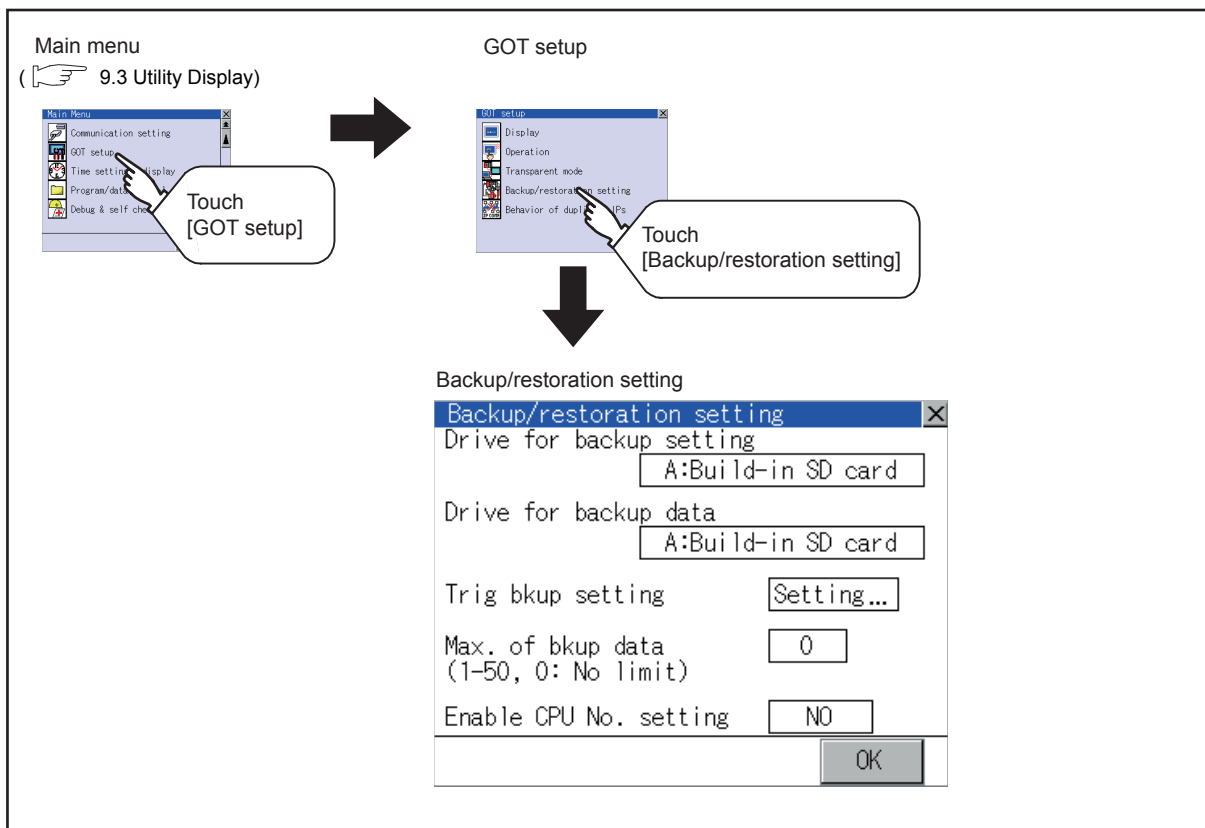 Main menu
( 9.3 Utility Display)
Main Menu
Communication setting
GOT setup
Time setting display
Program/data
Debug & self
Touch
[GOT setup]
GOT setup
GOT setup
Display
Operation
Transparent mode
Backup/restoration setting
Behavior of IPs
Touch
[Backup/restoration setting]
Backup/restoration setting
Backup/restoration setting
Drive for backup setting
A:Build-in SD card
Drive for backup data
A:Build-in SD card
Trig bkup setting Setting...
Max. of bkup data 0
(1-50, 0: No limit)
Enable CPU No. setting NO
OK